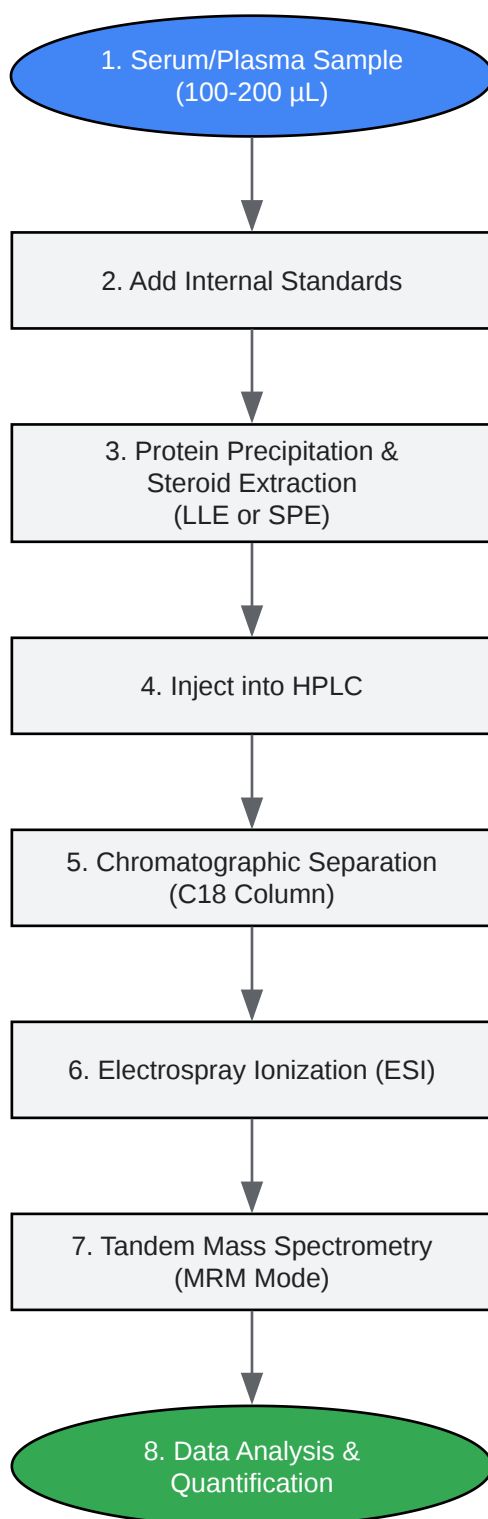 1. Serum/Plasma Sample
(100-200 µL)
2. Add Internal Standards
3. Protein Precipitation &
Steroid Extraction
(LLE or SPE)
4. Inject into HPLC
5. Chromatographic Separation
(C18 Column)
6. Electrospray Ionization (ESI)
7. Tandem Mass Spectrometry
(MRM Mode)
8. Data Analysis &
Quantification